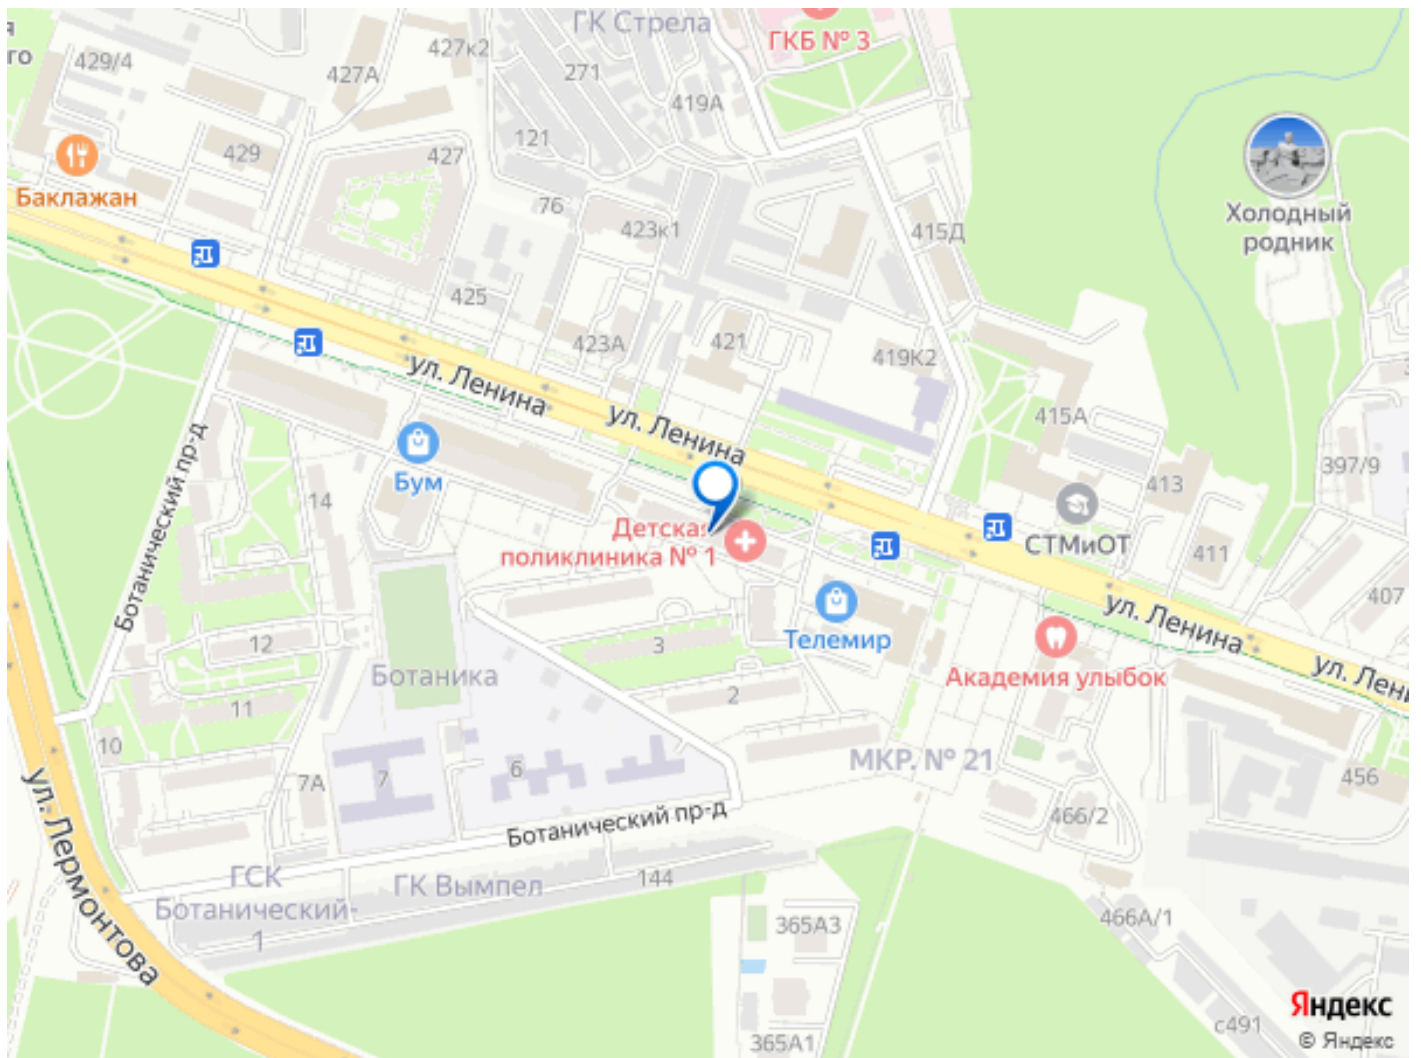 ГК Стрела
ГКБ № 3
я
го
429/4
427к2
427А
271
419А
121
429
427
Баклажан
76
423к1
415Д
Холодный
родник
425
423А
421
419К2
ул. Ленина
ул. Ленина
415А
397/9
413
Ботанический пр-д
14
Бум
Детская
поликлиника № 1
СТМиОТ
411
407
ул. Ленина
ул. Лени
12
3
Телемир
Академия улыбок
Ботаника
11
2
10
7А
7
6
МКР. № 21
456
466/2
ул. Лермонтова
Ботанический пр-д
ГСК
Ботанический-
1
ГК Вымпел
144
365А3
466А/1
365А1
с491
Яндекс
© Яндекс